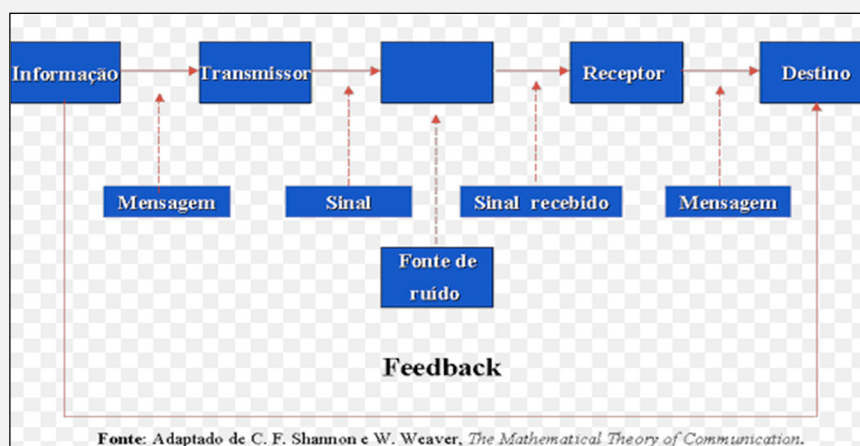 Informação
Transmissor
Receptor
Destino
Mensagem
Sinal
Sinal recebido
Mensagem
Fonte de
ruído
Feedback
Fonte: Adaptado de C. F. Shannon e W. Weaver, The Mathematical Theory of Communication.